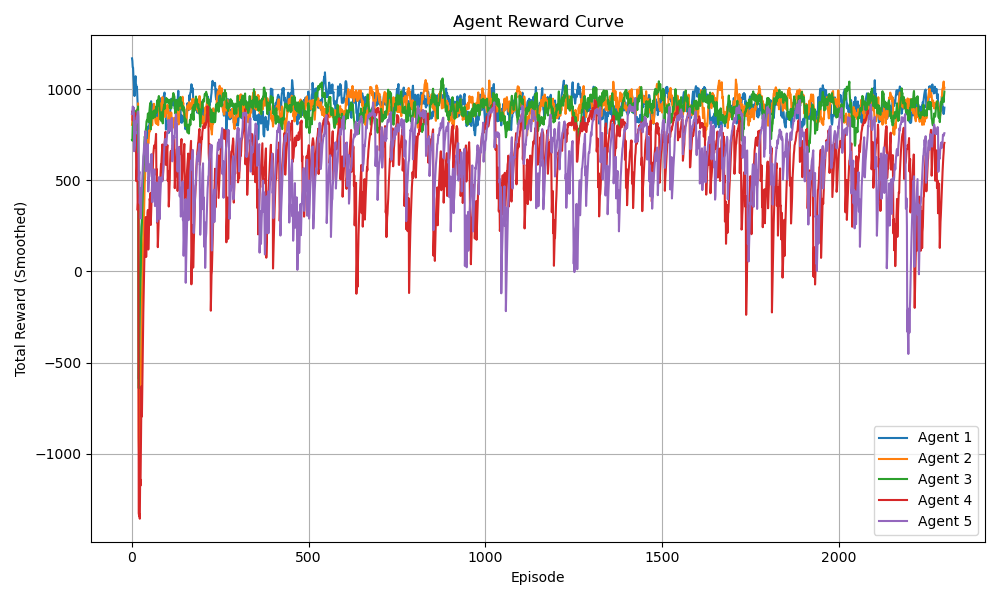 Agent Reward Curve
Total Reward (Smoothed)
1000
500
0
−500
−1000
0
500
1000
1500
2000
Episode
Agent 1
Agent 2
Agent 3
Agent 4
Agent 5